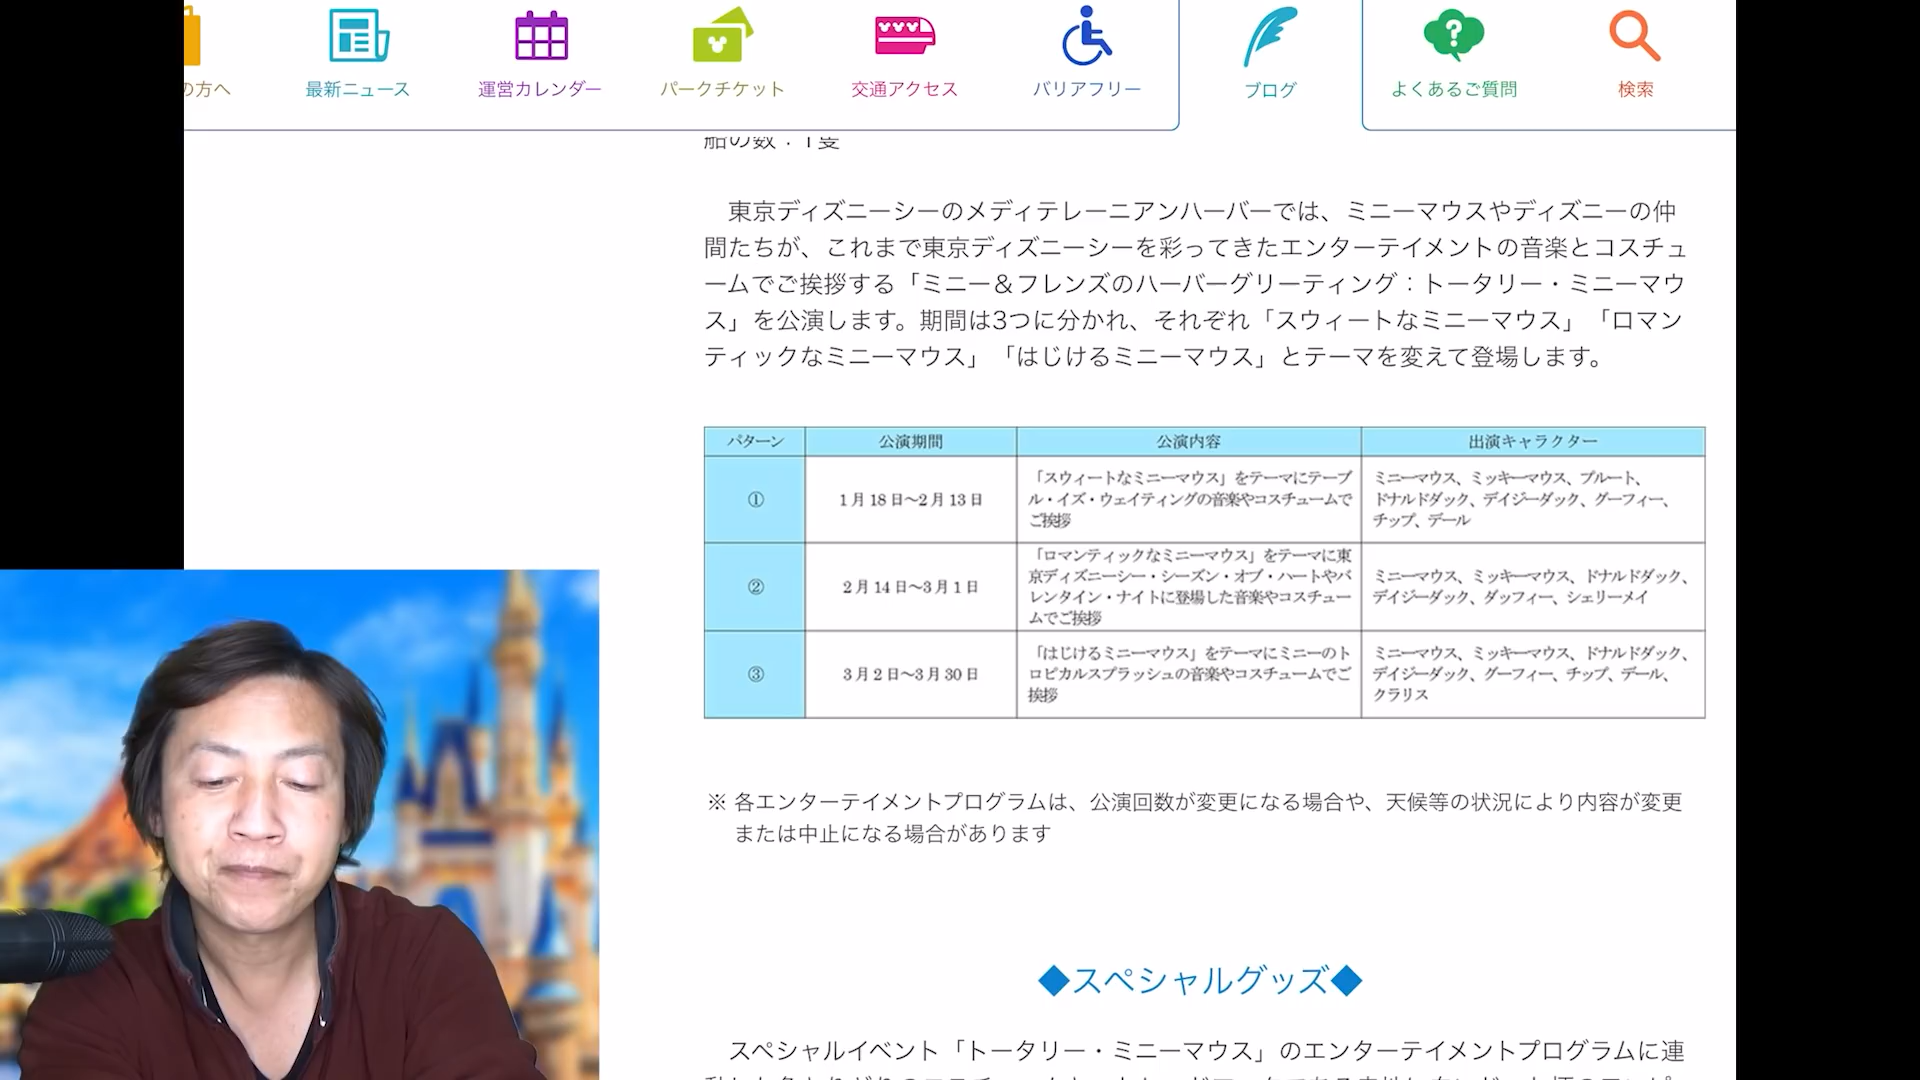 の方へ
最新ニュース
運営カレンダー
パークチケット
交通アクセス
バリアフリー
ブログ
?
よくあるご質問
検索
船の数：1隻
東京ディズニーシーのメディテレーニアンハーバーでは、ミニーマウスやディズニーの仲
間たちが、これまで東京ディズニーシーを彩ってきたエンターテイメントの音楽とコスチュ
ームでご挨拶する「ミニー＆フレンズのハーバーグリーティング：トータリー・ミニーマウ
ス」を公演します。期間は3つに分かれ、それぞれ「スウィートなミニーマウス」「ロマン
ティックなミニーマウス」「はじけるミニーマウス」とテーマを変えて登場します。
パターン 公演期間 公演内容 出演キャラクター
①
1月18日～2月13日
「スウィートなミニーマウス」をテーマにテーブ
ル・イズ・ウェイティングの音楽やコスチュームで
ご挨拶
ミニーマウス、ミッキーマウス、プルート、
ドナルドダック、デイジーダック、グーフィー、
チップ、デール
②
2月14日～3月1日
「ロマンティックなミニーマウス」をテーマに東
京ディズニーシー・シーズン・オブ・ハートやバ
レンタイン・ナイトに登場した音楽やコスチュー
ムでご挨拶
ミニーマウス、ミッキーマウス、ドナルドダック、
デイジーダック、ダッフィー、シェリーメイ
③
3月2日～3月30日
「はじけるミニーマウス」をテーマにミニーのト
ロピカルスプラッシュの音楽やコスチュームでご
挨拶
ミニーマウス、ミッキーマウス、ドナルドダック、
デイジーダック、グーフィー、チップ、デール、
クラリス
※ 各エンターテイメントプログラムは、公演回数が変更になる場合や、天候等の状況により内容が変更
または中止になる場合があります
◆スペシャルグッズ◆
スペシャルイベント「トータリー・ミニーマウス」のエンターテイメントプログラムに連